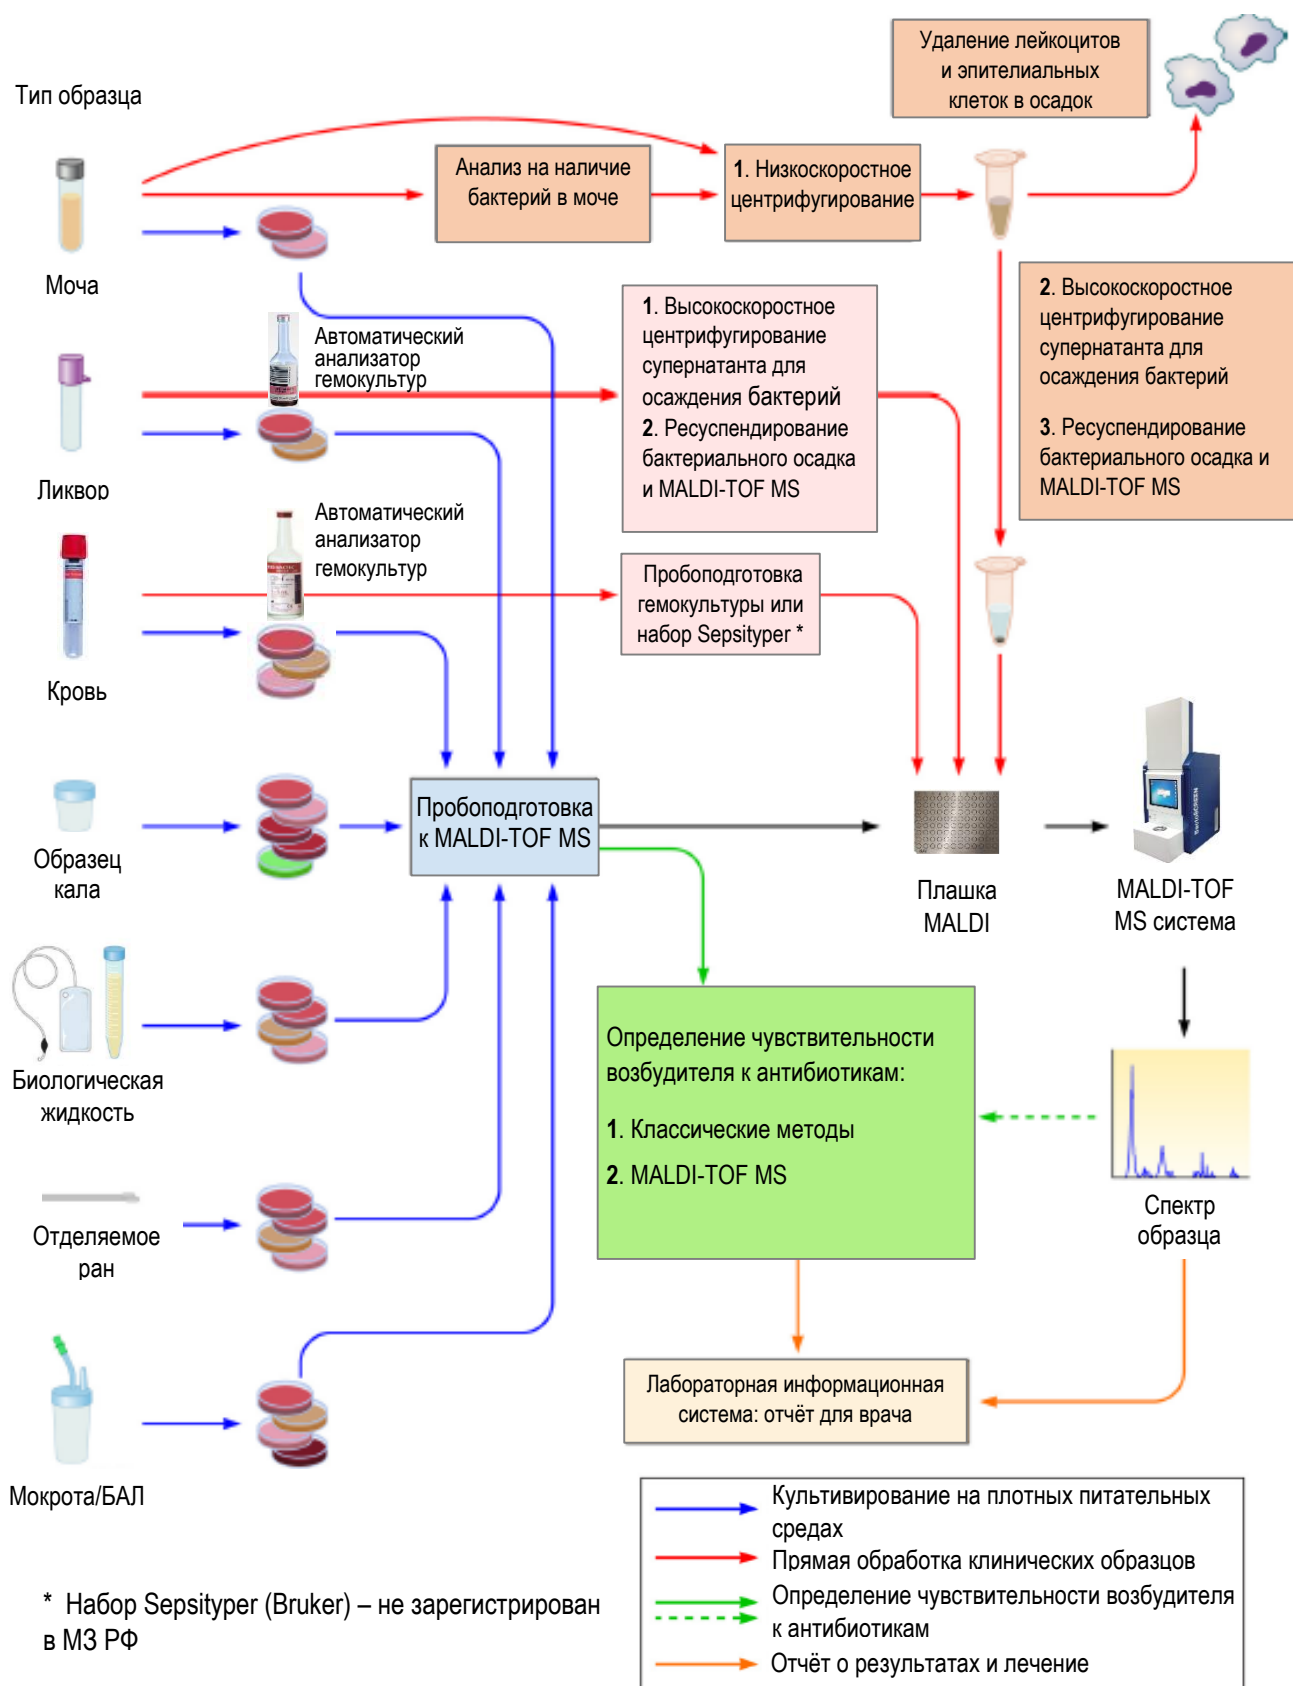 Удаление лейкоцитов
и эпителиальных
клеток в осадок
Тип образца
Анализ на наличие
бактерий в моче
1. Низкоскоростное
центрифугирование
Моча
Автоматический
анализатор
гемокультур
1. Высокоскоростное
центрифугирование
супернатанта для
осаждения бактерий
2. Ресуспендирование
бактериального осадка
и MALDI-TOF MS
2. Высокоскоростное
центрифугирование
супернатанта для
осаждения бактерий
3. Ресуспендирование
бактериального осадка и
MALDI-TOF MS
Ликвор
Автоматический
анализатор
гемокультур
Пробоподготовка
гемокультуры или
набор Sepsityper *
Кровь
Образец
кала
Пробоподготовка
к MALDI-TOF MS
Плашка
MALDI
MALDI-TOF
MS система
Биологическая
жидкость
Определение чувствительности
возбудителя к антибиотикам:
1. Классические методы
2. MALDI-TOF MS
Спектр
образца
Отделяемое
ран
Лабораторная информационная
система: отчёт для врача
Мокрота/БАЛ
Культивирование на плотных питательных
средах
Прямая обработка клинических образцов
Определение чувствительности возбудителя
к антибиотикам
Отчёт о результатах и лечение
* Набор Sepsityper (Bruker) – не зарегистрирован
в МЗ РФ